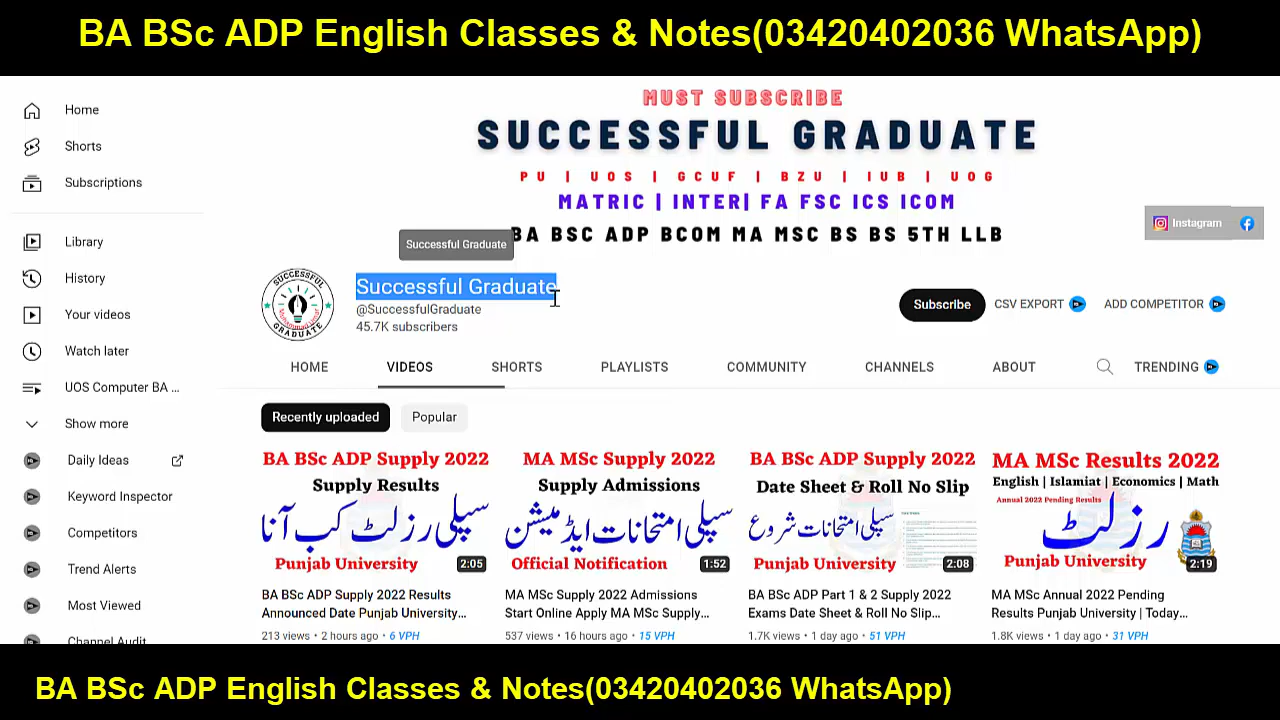 BA BSc ADP English Classes & Notes(03420402036 WhatsApp)
MUST SUBSCRIBE
SUCCESSFUL GRADUATE
PU | UOS | GCUF | BZU | IUB | UOG
MATRIC | INTER| FA FSC ICS ICOM
BA BSC ADP BCOM MA MSC BS BS 5TH LLB
Instagram
Home
Shorts
Subscriptions
Library
History
Your videos
Watch later
UOS Computer BA ...
Show more
Daily Ideas
Keyword Inspector
Competitors
Trend Alerts
Most Viewed
Channel Audit
Successful Graduate
SUCCESSFUL
GRADUATE
Successful Graduate
@SuccessfulGraduate
45.7K subscribers
Subscribe
CSV EXPORT
ADD COMPETITOR
HOME VIDEOS SHORTS PLAYLISTS COMMUNITY CHANNELS ABOUT TRENDING
Recently uploaded Popular
BA BSc ADP Supply 2022
Supply Results
سپلی رزلٹ کب آنا
Punjab University
2:05
BA BSc ADP Supply 2022 Results
Announced Date Punjab University...
213 views • 2 hours ago • 6 VPH
MA MSc Supply 2022
Supply Admissions
سپلی امتحانات ایڈمیشن
Official Notification
1:52
MA MSc Supply 2022 Admissions
Start Online Apply MA MSc Supply...
537 views • 16 hours ago • 15 VPH
BA BSc ADP Supply 2022
Date Sheet & Roll No Slip
سپلی امتحانات شروع
Punjab University
2:08
BA BSc ADP Part 1 & 2 Supply 2022
Exams Date Sheet & Roll No Slip...
1.7K views • 1 day ago • 51 VPH
MA MSc Results 2022
English | Islamiat | Economics | Math
Annual 2022 Pending Results
رزلٹ
Punjab University
2:19
MA MSc Annual 2022 Pending
Results Punjab University | Today...
1.8K views • 1 day ago • 31 VPH
BA BSc ADP English Classes & Notes(03420402036 WhatsApp)